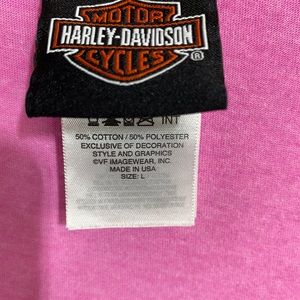 MOTOR
HARLEY-DAVIDSON
CYCLES ®
INT
50% COTTON / 50% POLYESTER
EXCLUSIVE OF DECORATION
STYLE AND GRAPHICS
©VF IMAGEWEAR, INC.
MADE IN USA
SIZE: L